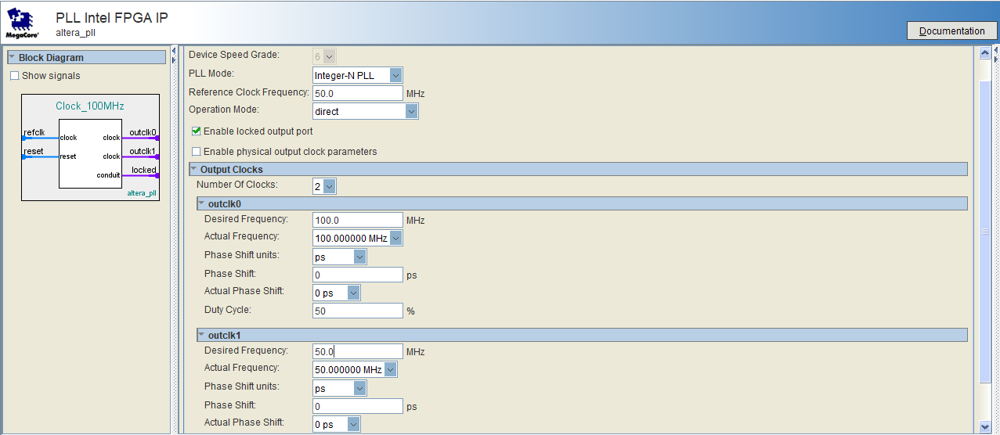 PLL Intel FPGA IP
altera_pll
MegaCore®
Documentation
Block Diagram
Show signals
Clock_100MHz
refclk
clock
clock
outclk0
reset
reset
clock
outclk1
conduit
locked
altera_pll
Device Speed Grade: 6
PLL Mode: Integer-N PLL
Reference Clock Frequency: 50.0 MHz
Operation Mode: direct
Enable locked output port
Enable physical output clock parameters
Output Clocks
Number Of Clocks: 2
outclk0
Desired Frequency: 100.0 MHz
Actual Frequency: 100.000000 MHz
Phase Shift units: ps
Phase Shift: 0 ps
Actual Phase Shift: 0 ps
Duty Cycle: 50 %
outclk1
Desired Frequency: 50.0 MHz
Actual Frequency: 50.000000 MHz
Phase Shift units: ps
Phase Shift: 0 ps
Actual Phase Shift: 0 ps